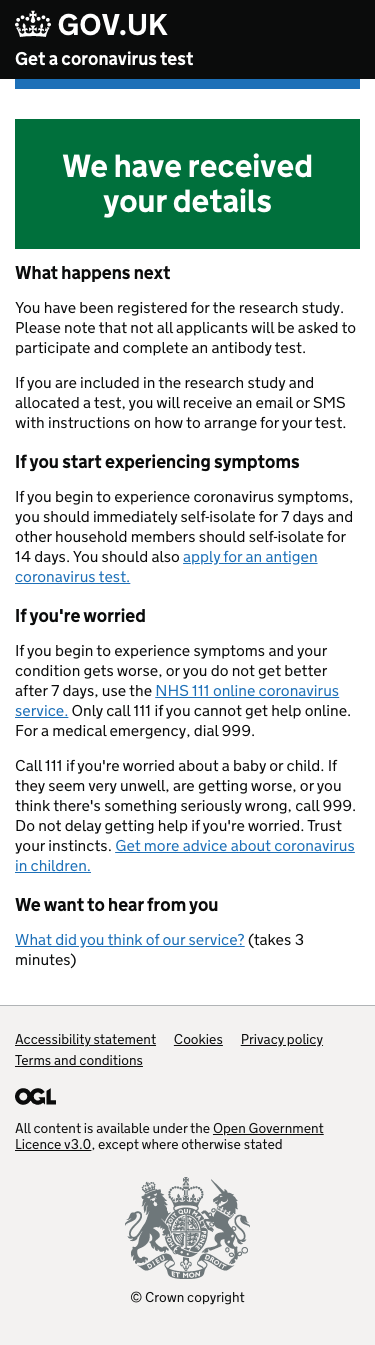 GOV.UK
Get a coronavirus test
We have received
your details
What happens next
You have been registered for the research study.
Please note that not all applicants will be asked to
participate and complete an antibody test.
If you are included in the research study and
allocated a test, you will receive an email or SMS
with instructions on how to arrange for your test.
If you start experiencing symptoms
If you begin to experience coronavirus symptoms,
you should immediately self-isolate for 7 days and
other household members should self-isolate for
14 days. You should also apply for an antigen
coronavirus test.
If you're worried
If you begin to experience symptoms and your
condition gets worse, or you do not get better
after 7 days, use the NHS 111 online coronavirus
service. Only call 111 if you cannot get help online.
For a medical emergency, dial 999.
Call 111 if you're worried about a baby or child. If
they seem very unwell, are getting worse, or you
think there's something seriously wrong, call 999.
Do not delay getting help if you're worried. Trust
your instincts. Get more advice about coronavirus
in children.
We want to hear from you
What did you think of our service? (takes 3
minutes)
Accessibility statement Cookies Privacy policy
Terms and conditions
OGL
All content is available under the Open Government
Licence v3.0, except where otherwise stated
DIEU ET MON DROIT
© Crown copyright